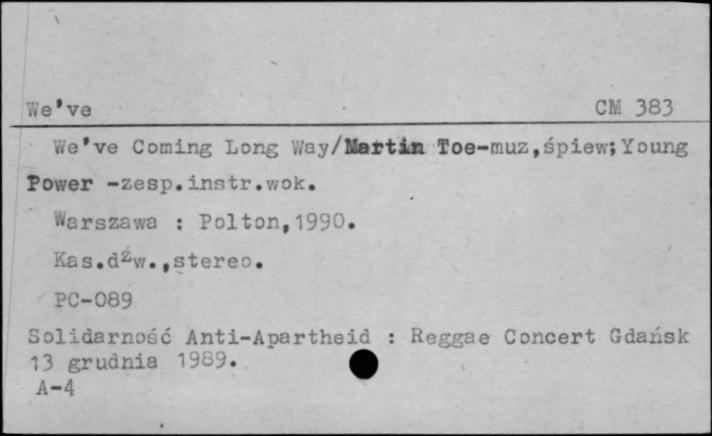 We've CM 383
We've Coming Long Way/Martin Toe-muz,śpiew;Young
Power -zesp.instr.wok.
Warszawa : Polton,1990.
Kas.dźw.,stereo.
PC-089
Solidarność Anti-Apartheid : Reggae Concert Gdańsk
13 grudnia 1989.
A-4